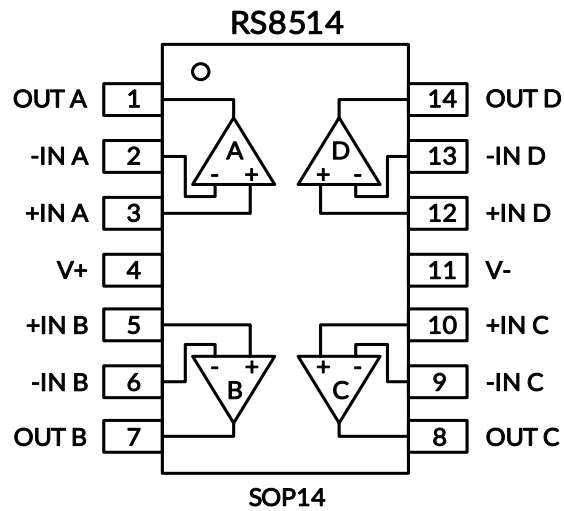 RS8514
OUT A 1 14 OUT D
A D
-IN A 2 13 -IN D
- + + -
+IN A 3 12 +IN D
V+ 4 11 V-
+IN B 5 10 +IN C
- + + -
-IN B 6 9 -IN C
B C
OUT B 7 8 OUT C
SOP14